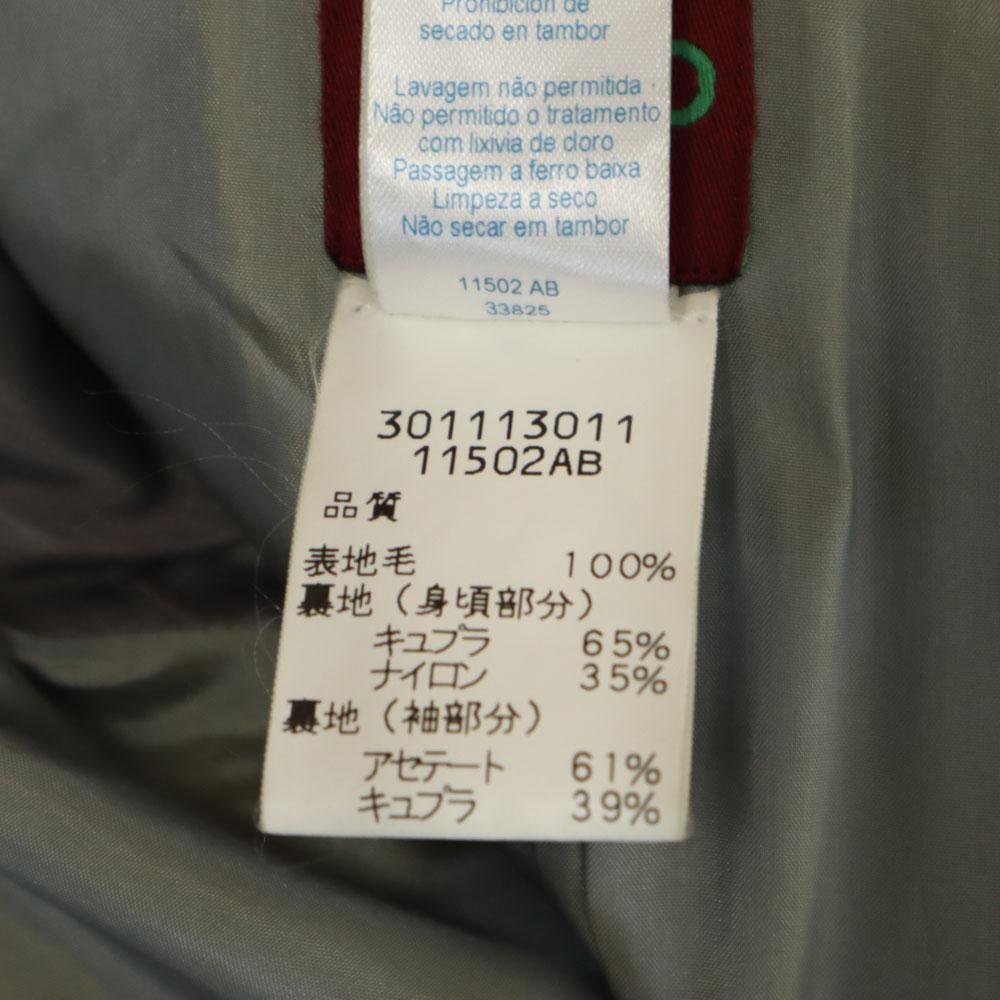 Prohibición de
secado en tambor
Lavagem não permitida
Não permitido o tratamento
com lixivia de cloro
Passagem a ferro baixa
Limpeza a seco
Não secar em tambor
11502 AB
33825
301113011
11502AB
品質
表地毛 100%
裏地(身頃部分)
キュプラ 65%
ナイロン 35%
裏地(袖部分)
アセテート 61%
キュプラ 39%